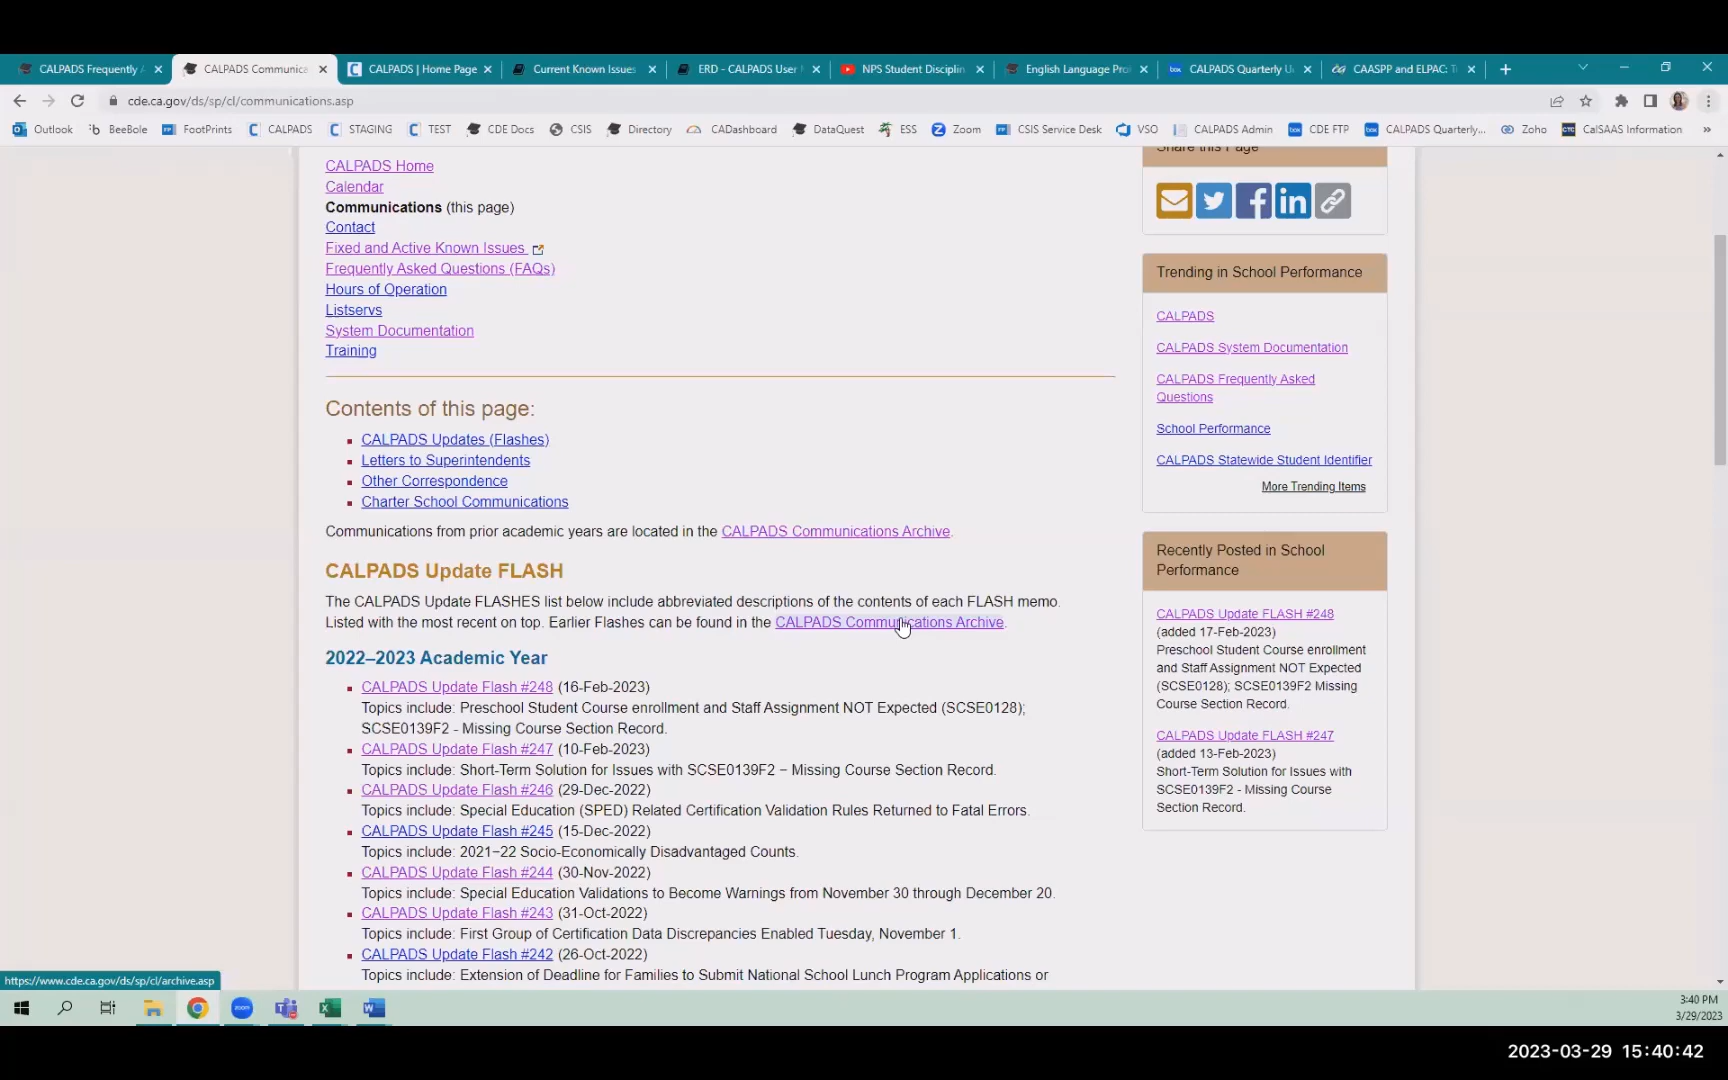 CALPADS Frequently
CALPADS Communica
CALPADS | Home Page
Current Known Issues
ERD - CALPADS User
NPS Student Disciplin
English Language Pro
CALPADS Quarterly U
CAASPP and ELPAC: T
cde.ca.gov/ds/sp/cl/communications.asp
Outlook
BeeBole
FootPrints
CALPADS
STAGING
TEST
CDE Docs
CSIS
Directory
CADashboard
DataQuest
ESS
Zoom
CSIS Service Desk
VSO
CALPADS Admin
CDE FTP
CALPADS Quarterly...
Zoho
CalSAAS Information
Share this Page
CALPADS Home
Calendar
Communications (this page)
Contact
Fixed and Active Known Issues
Frequently Asked Questions (FAQs)
Hours of Operation
Listservs
System Documentation
Training
Contents of this page:
CALPADS Updates (Flashes)
Letters to Superintendents
Other Correspondence
Charter School Communications
Communications from prior academic years are located in the CALPADS Communications Archive.
CALPADS Update FLASH
The CALPADS Update FLASHES list below include abbreviated descriptions of the contents of each FLASH memo.
Listed with the most recent on top. Earlier Flashes can be found in the CALPADS Communications Archive.
2022–2023 Academic Year
CALPADS Update Flash #248 (16-Feb-2023)
Topics include: Preschool Student Course enrollment and Staff Assignment NOT Expected (SCSE0128);
SCSE0139F2 - Missing Course Section Record.
CALPADS Update Flash #247 (10-Feb-2023)
Topics include: Short-Term Solution for Issues with SCSE0139F2 − Missing Course Section Record.
CALPADS Update Flash #246 (29-Dec-2022)
Topics include: Special Education (SPED) Related Certification Validation Rules Returned to Fatal Errors.
CALPADS Update Flash #245 (15-Dec-2022)
Topics include: 2021−22 Socio-Economically Disadvantaged Counts.
CALPADS Update Flash #244 (30-Nov-2022)
Topics include: Special Education Validations to Become Warnings from November 30 through December 20.
CALPADS Update Flash #243 (31-Oct-2022)
Topics include: First Group of Certification Data Discrepancies Enabled Tuesday, November 1.
CALPADS Update Flash #242 (26-Oct-2022)
Topics include: Extension of Deadline for Families to Submit National School Lunch Program Applications or
Trending in School Performance
CALPADS
CALPADS System Documentation
CALPADS Frequently Asked
Questions
School Performance
CALPADS Statewide Student Identifier
More Trending Items
Recently Posted in School
Performance
CALPADS Update FLASH #248
(added 17-Feb-2023)
Preschool Student Course enrollment
and Staff Assignment NOT Expected
(SCSE0128); SCSE0139F2 Missing
Course Section Record.
CALPADS Update FLASH #247
(added 13-Feb-2023)
Short-Term Solution for Issues with
SCSE0139F2 - Missing Course
Section Record.
https://www.cde.ca.gov/ds/sp/cl/archive.asp
3:40 PM
3/29/2023
2023-03-29 15:40:42